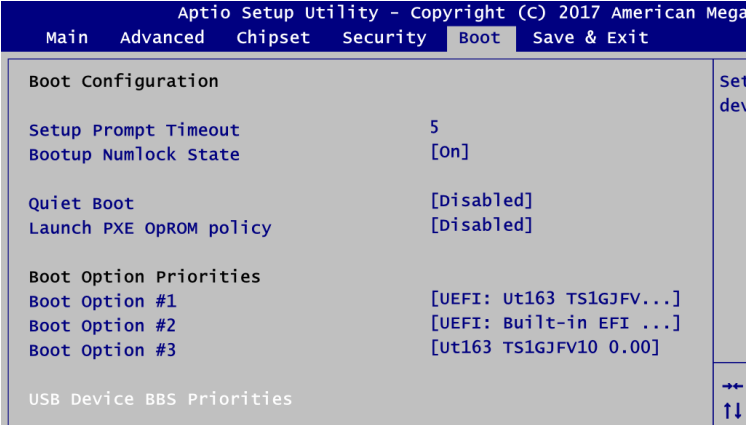 Aptio Setup Utility – Copyright (C) 2017 American Mega
Main Advanced Chipset Security Boot Save & Exit
Boot Configuration
Set
dev
Setup Prompt Timeout 5
Bootup Numlock State [On]
Quiet Boot [Disabled]
Launch PXE OpROM policy [Disabled]
Boot Option Priorities
Boot Option #1 [UEFI: Ut163 TS1GJFV...]
Boot Option #2 [UEFI: Built-in EFI ...]
Boot Option #3 [Ut163 TS1GJFV10 0.00]
USB Device BBS Priorities
→←
↑↓